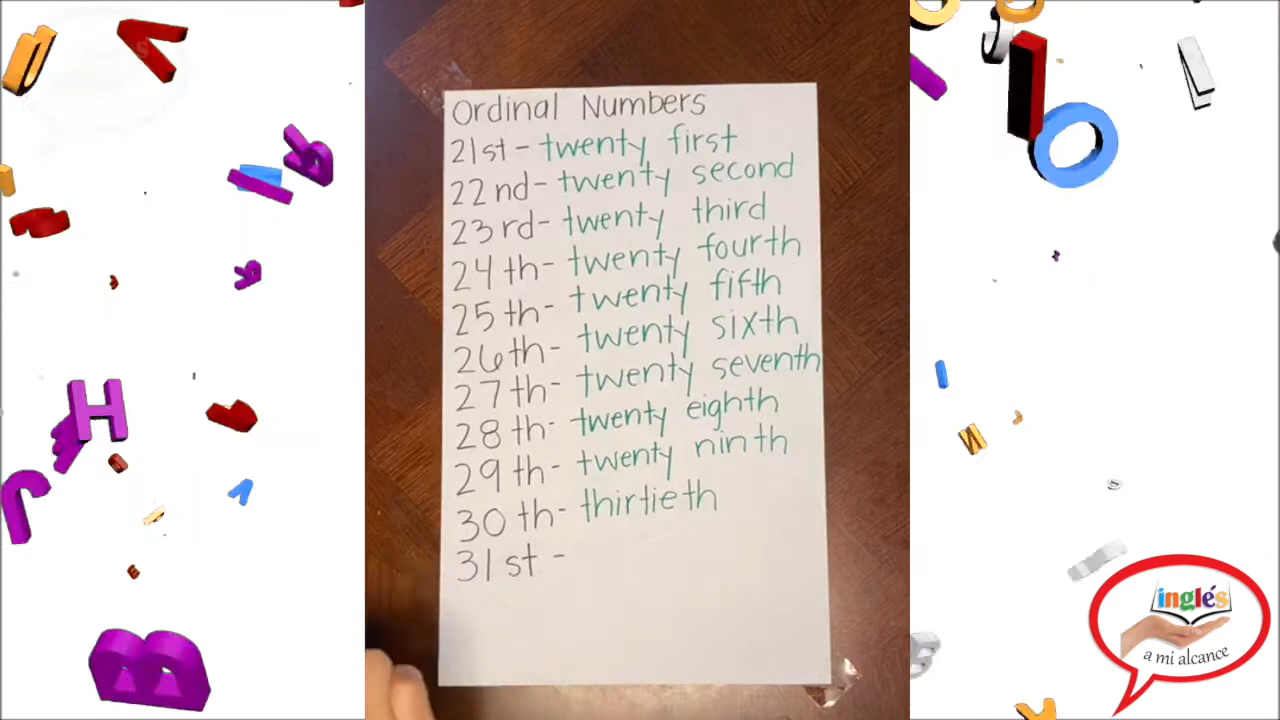 Ordinal Numbers
21st - twenty first
22nd - twenty second
23rd - twenty third
24th - twenty fourth
25th - twenty fifth
26th - twenty sixth
27th - twenty seventh
28th - twenty eighth
29th - twenty ninth
30th - thirtieth
31st -
inglés
a mi alcance